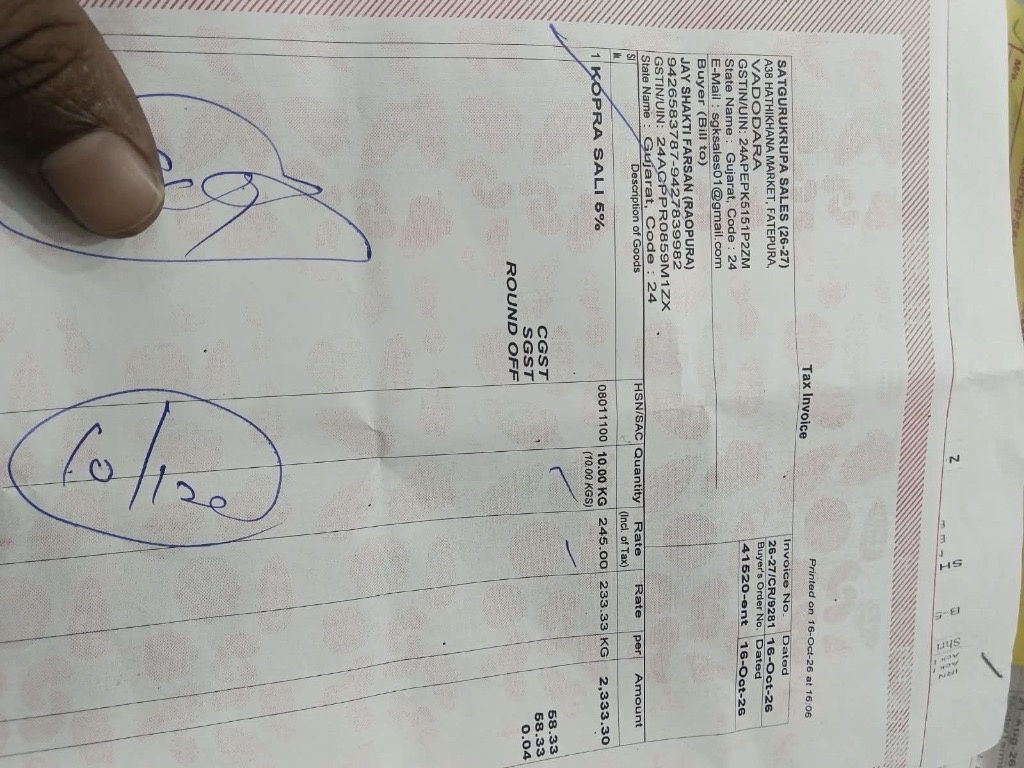 Tax Invoice
Printed on 16-Oct-26 at 16:06
SATGURUKRUPA SALES (26-27)
A38 HATHIKHANA MARKET, FATEPURA,
VADODARA
GSTIN/UIN: 24APEPK5151P2ZM
State Name : Gujarat, Code : 24
E-Mail : sgksales01@gmail.com
Invoice No. Dated
26-27/CR/9281 16-Oct-26
Buyer's Order No. Dated
41520-ent 16-Oct-26
Buyer (Bill to)
JAY SHAKTI FARSAN (RAOPURA)
9426583787-9427839982
GSTIN/UIN: 24AGPPR0859M1ZX
State Name : Gujarat, Code : 24
Sl Description of Goods HSN/SAC Quantity Rate (Incl. of Tax) Rate per Amount
1 KOPRA SALI 5% 08011100 10.00 KG 245.00 233.33 KG 2,333.30
(10.00 KGS)
CGST 58.33
SGST 58.33
ROUND OFF 0.04
10/120